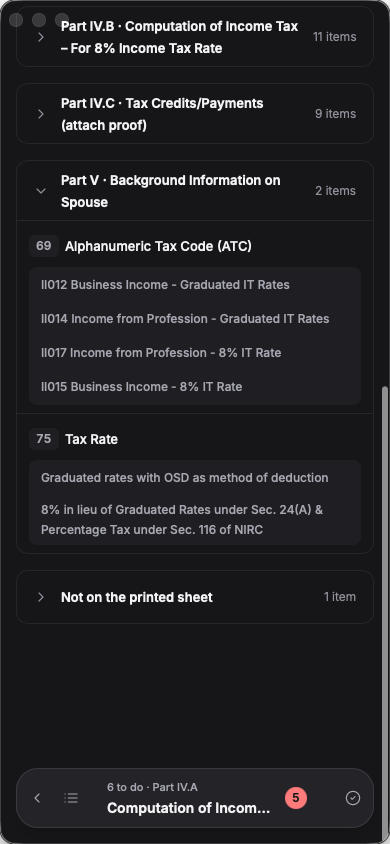 Part IV.B · Computation of Income Tax
– For 8% Income Tax Rate
11 items
Part IV.C · Tax Credits/Payments
(attach proof)
9 items
Part V · Background Information on
Spouse
2 items
69 Alphanumeric Tax Code (ATC)
II012 Business Income - Graduated IT Rates
II014 Income from Profession - Graduated IT Rates
II017 Income from Profession - 8% IT Rate
II015 Business Income - 8% IT Rate
75 Tax Rate
Graduated rates with OSD as method of deduction
8% in lieu of Graduated Rates under Sec. 24(A) &
Percentage Tax under Sec. 116 of NIRC
Not on the printed sheet
1 item
6 to do · Part IV.A
Computation of Incom...
5